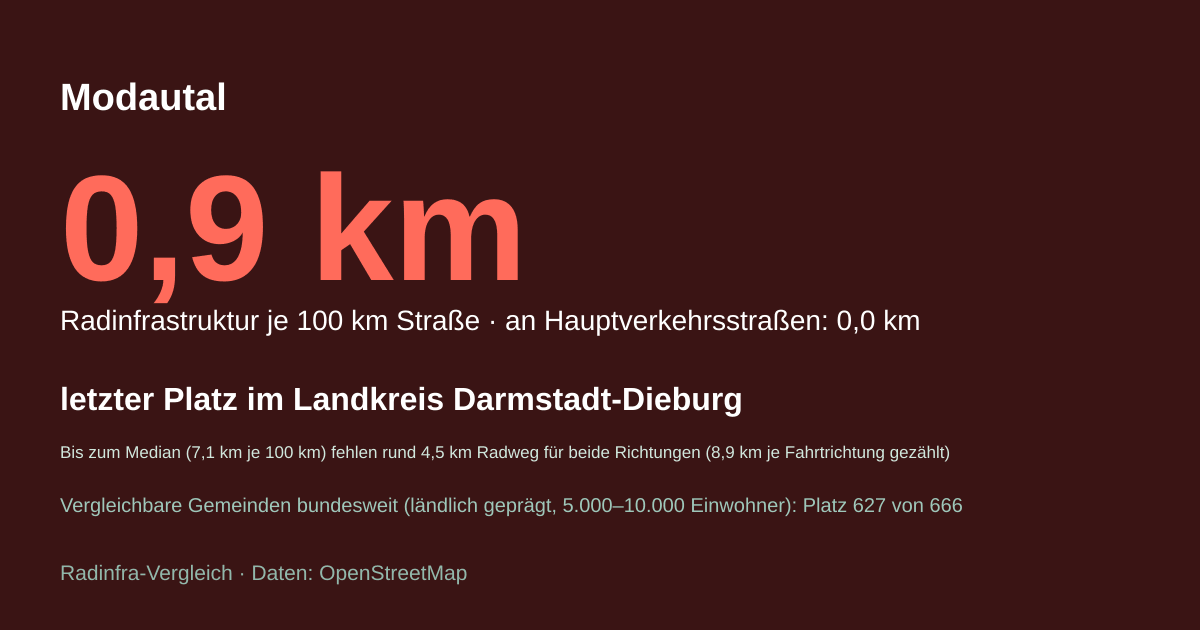 Modautal
0,9 km
Radinfrastruktur je 100 km Straße · an Hauptverkehrsstraßen: 0,0 km
letzter Platz im Landkreis Darmstadt-Dieburg
Bis zum Median (7,1 km je 100 km) fehlen rund 4,5 km Radweg für beide Richtungen (8,9 km je Fahrtrichtung gezählt)
Vergleichbare Gemeinden bundesweit (ländlich geprägt, 5.000–10.000 Einwohner): Platz 627 von 666
Radinfra-Vergleich · Daten: OpenStreetMap